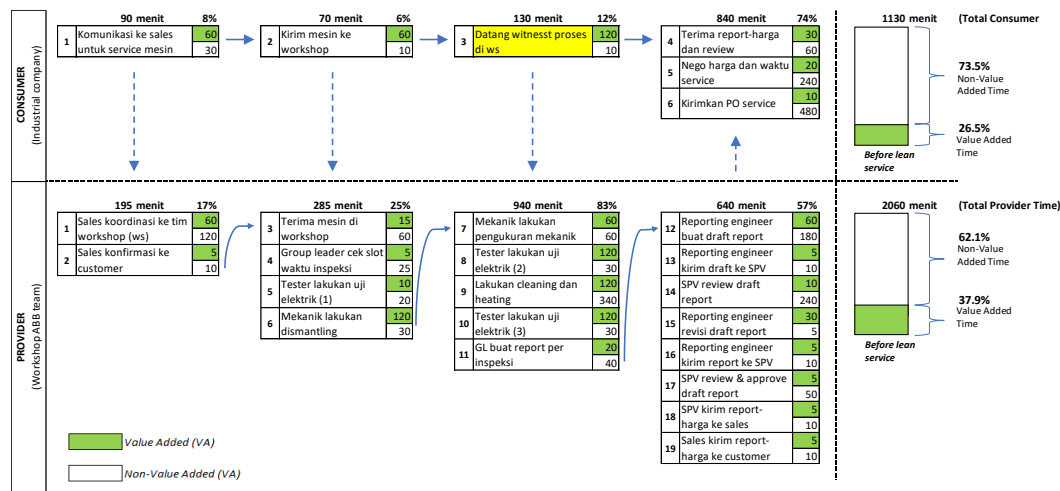 90 menit 8%
1 Komunikasi ke sales untuk service mesin 60 30
70 menit 6%
2 Kirim mesin ke workshop 60 10
130 menit 12%
3 Datang witnesst proses di ws 120 10
840 menit 74%
4 Terima report-harga dan review 30 60
5 Nego harga dan waktu service 20 240
6 Kirimkan PO service 10 480
1130 menit (Total Consumer
73.5%
Non-Value
Added Time
26.5%
Value Added
Time
Before lean
service
CONSUMER
(Industrial company)
PROVIDER
(Workshop ABB team)
195 menit 17%
1 Sales koordinasi ke tim workshop (ws) 60 120
2 Sales konfirmasi ke customer 5 10
285 menit 25%
3 Terima mesin di workshop 15 60
4 Group leader cek slot waktu inspeksi 5 25
5 Tester lakukan uji elektrik (1) 10 20
6 Mekanik lakukan dismantling 120 30
940 menit 83%
7 Mekanik lakukan pengukuran mekanik 60 60
8 Tester lakukan uji elektrik (2) 120 30
9 Lakukan cleaning dan heating 120 340
10 Tester lakukan uji elektrik (3) 120 30
11 GL buat report per inspeksi 20 40
640 menit 57%
12 Reporting engineer buat draft report 60 180
13 Reporting engineer kirim draft ke SPV 5 10
14 SPV review draft report 10 240
15 Reporting engineer revisi draft report 30 5
16 Reporting engineer kirim report ke SPV 5 10
17 SPV review & approve draft report 5 50
18 SPV kirim report-harga ke sales 5 10
19 Sales kirim report-harga ke customer 5 10
2060 menit (Total Provider Time)
62.1%
Non-Value
Added Time
37.9%
Value Added
Time
Before lean service
Value Added (VA)
Non-Value Added (VA)